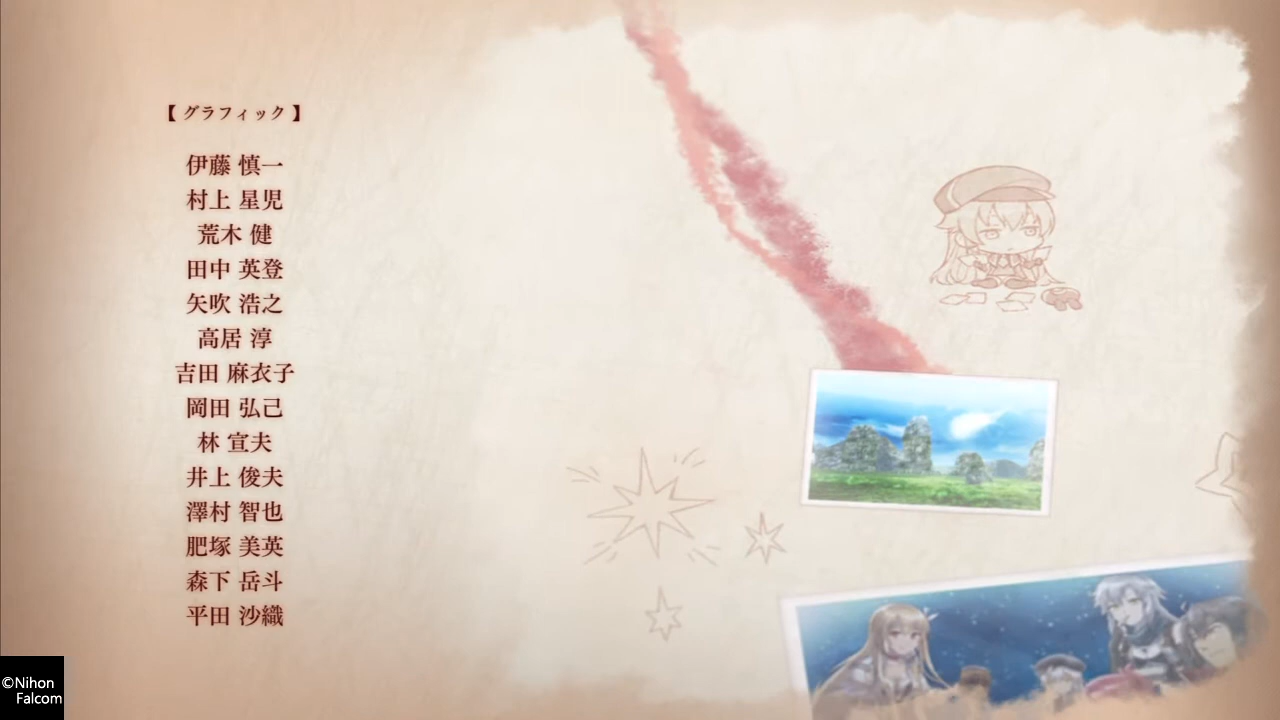 【グラフィック】
伊藤 慎一
村上 星児
荒木 健
田中 英登
矢吹 浩之
高居 淳
吉田 麻衣子
岡田 弘己
林 宣夫
井上 俊夫
澤村 智也
肥塚 美英
森下 岳斗
平田 沙織
©Nihon
Falcom